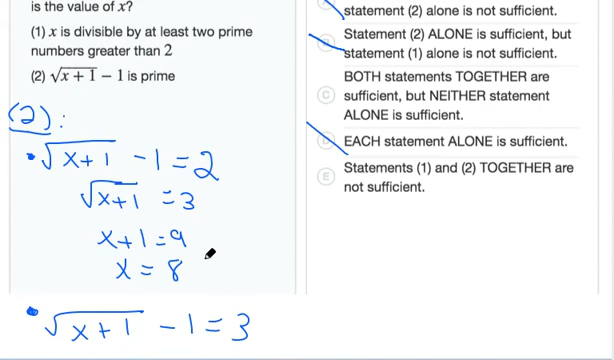 is the value of x?
(1) x is divisible by at least two prime
numbers greater than 2
(2) √x + 1 − 1 is prime
(2):
• √x+1 - 1 = 2
√x+1 = 3
x+1 = 9
x = 8
• √x+1 - 1 = 3
statement (2) alone is not sufficient.
Statement (2) ALONE is sufficient, but
statement (1) alone is not sufficient.
C BOTH statements TOGETHER are
sufficient, but NEITHER statement
ALONE is sufficient.
EACH statement ALONE is sufficient.
E Statements (1) and (2) TOGETHER are
not sufficient.